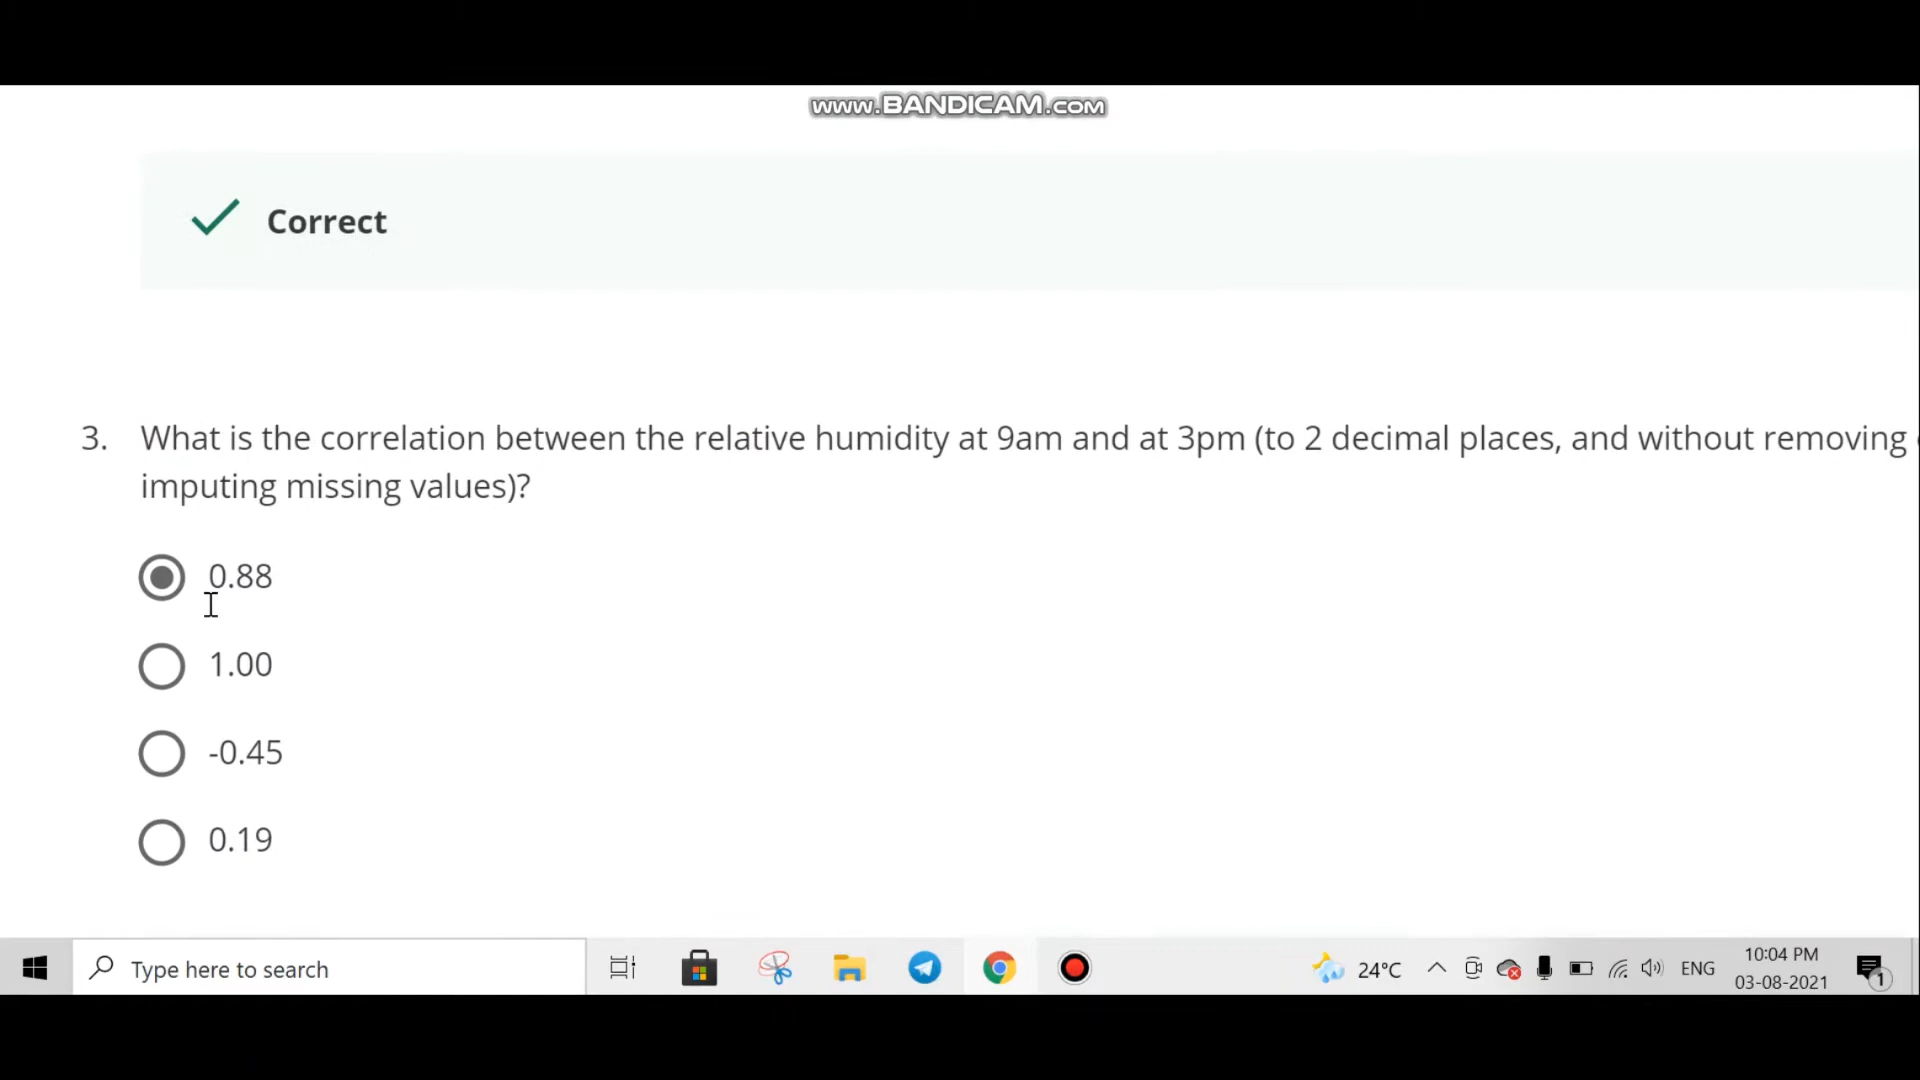 www.BANDICAM.com
Correct
3. What is the correlation between the relative humidity at 9am and at 3pm (to 2 decimal places, and without removing
imputing missing values)?
0.88
1.00
-0.45
0.19
Type here to search
24°C
ENG
10:04 PM
03-08-2021
1